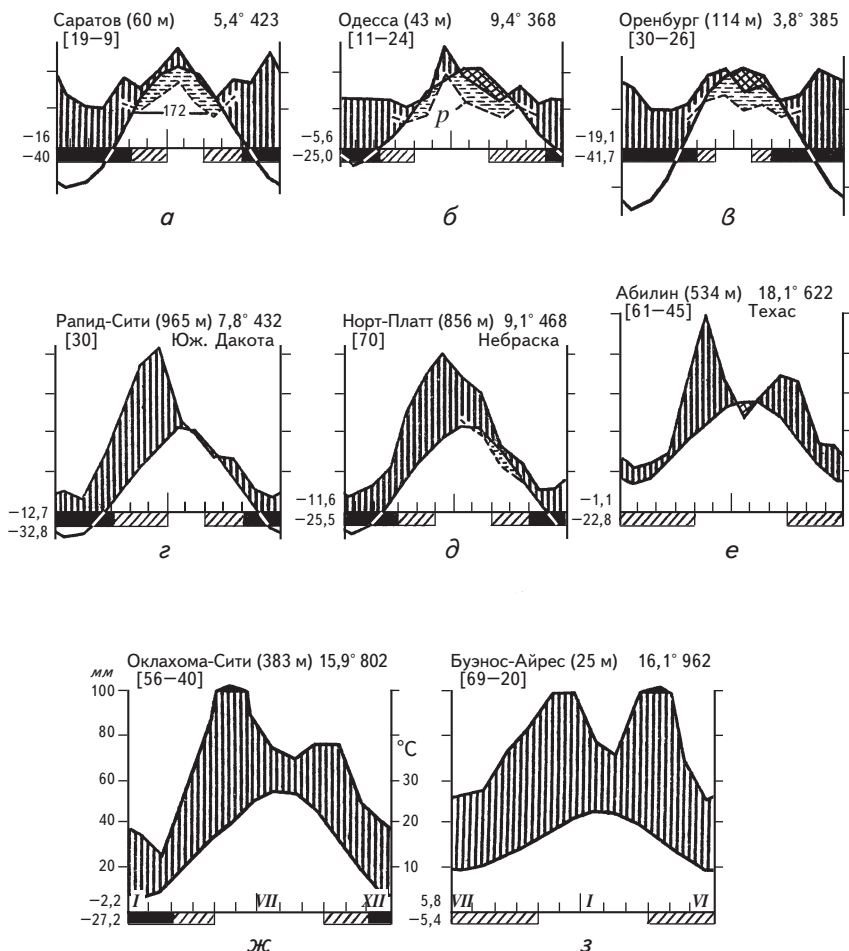 Саратов (60 м) 5,4° 423
[19–9]
172
–16
–40
а
Одесса (43 м) 9,4° 368
[11–24]
p
–5,6
–25,0
б
Оренбург (114 м) 3,8° 385
[30–26]
–19,1
–41,7
в
Рапид-Сити (965 м) 7,8° 432
[30] Юж. Дакота
–12,7
–32,8
г
Норт-Платт (856 м) 9,1° 468
[70] Небраска
–11,6
–25,5
д
Абилин (534 м) 18,1° 622
[61–45] Техас
–1,1
–22,8
е
Оклахома-Сити (383 м) 15,9° 802
[56–40]
мм
100
80
60
40
20
°C
30
20
10
–2,2
–27,2
I VII XII
ж
Буэнос-Айрес (25 м) 16,1° 962
[69–20]
5,8
–5,4
VII I VI
з